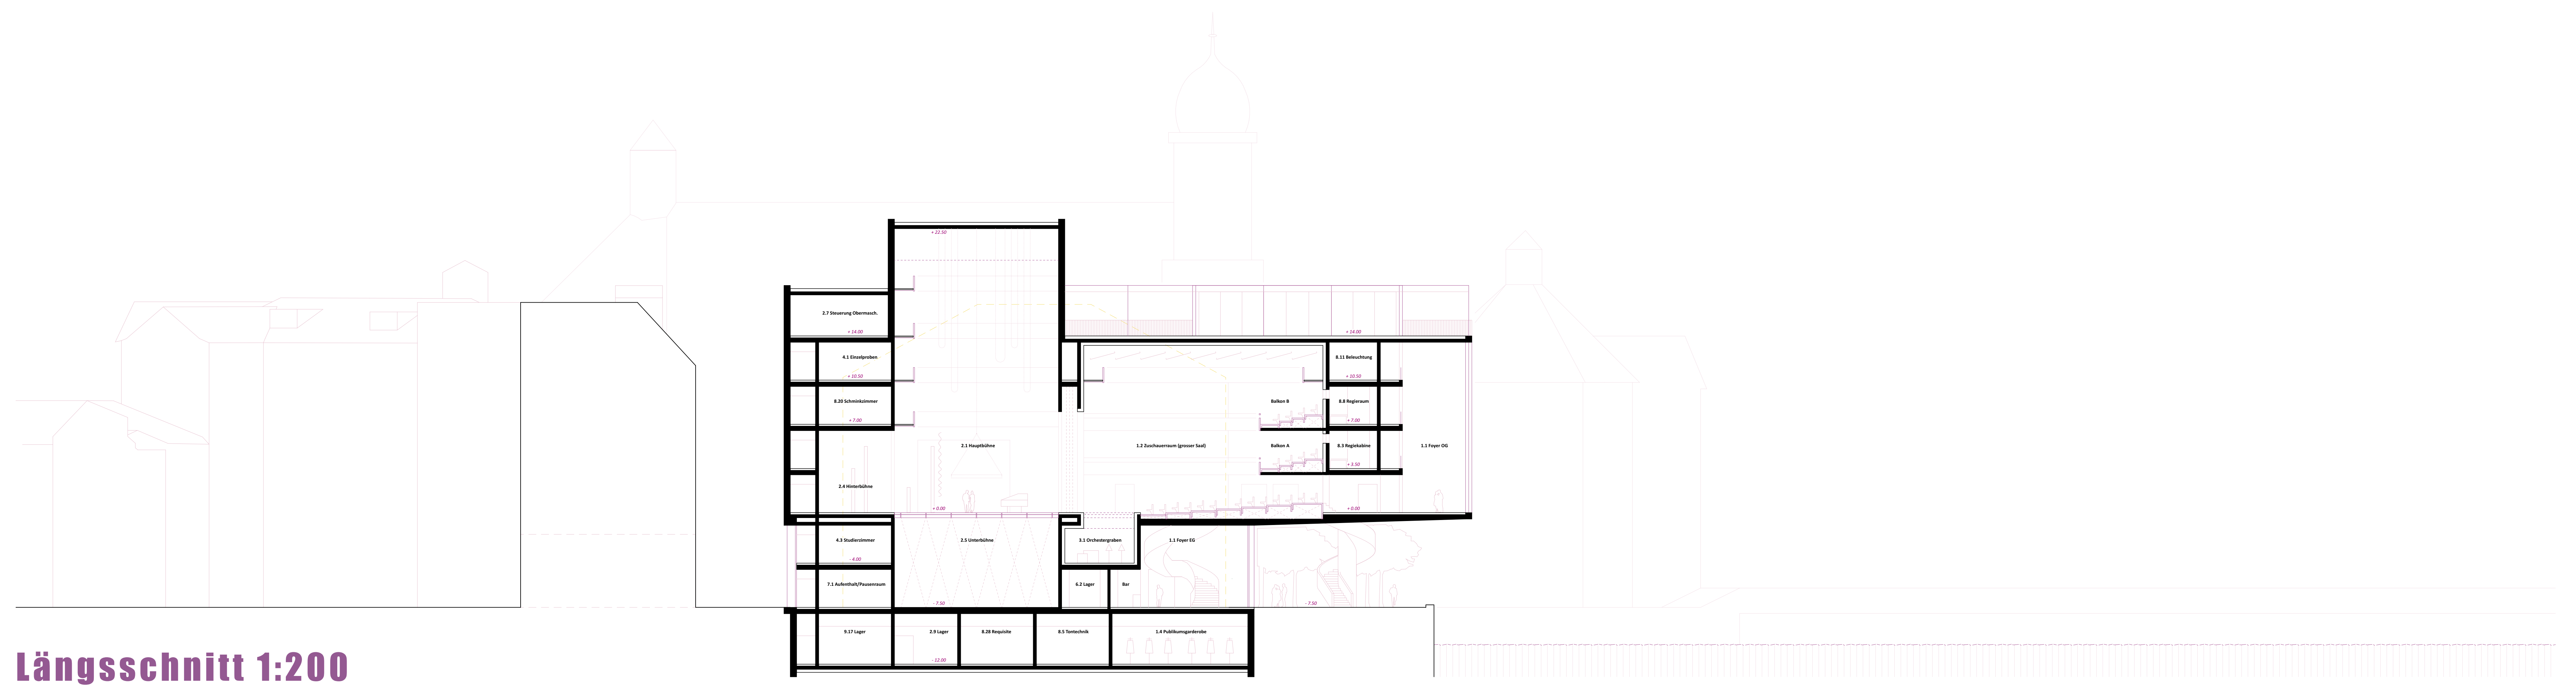 + 22.50
2.7 Steuerung Obermasch.
+ 14.00
+ 14.00
4.1 Einzelproben
8.11 Beleuchtung
+ 10.50
+ 10.50
8.20 Schminkzimmer
Balkon B
8.8 Regieraum
+ 7.00
+ 7.00
2.1 Hauptbühne
1.2 Zuschauerraum (grosser Saal)
Balkon A
8.3 Regiekabine
1.1 Foyer OG
+ 3.50
2.4 Hinterbühne
+ 0.00
+ 0.00
4.3 Studierzimmer
2.5 Unterbühne
3.1 Orchestergraben
1.1 Foyer EG
- 4.00
7.1 Aufenthalt/Pausenraum
6.2 Lager
Bar
- 7.50
- 7.50
9.17 Lager
2.9 Lager
8.28 Requisite
8.5 Tontechnik
1.4 Publikumsgarderobe
- 12.00
Längsschnitt 1:200